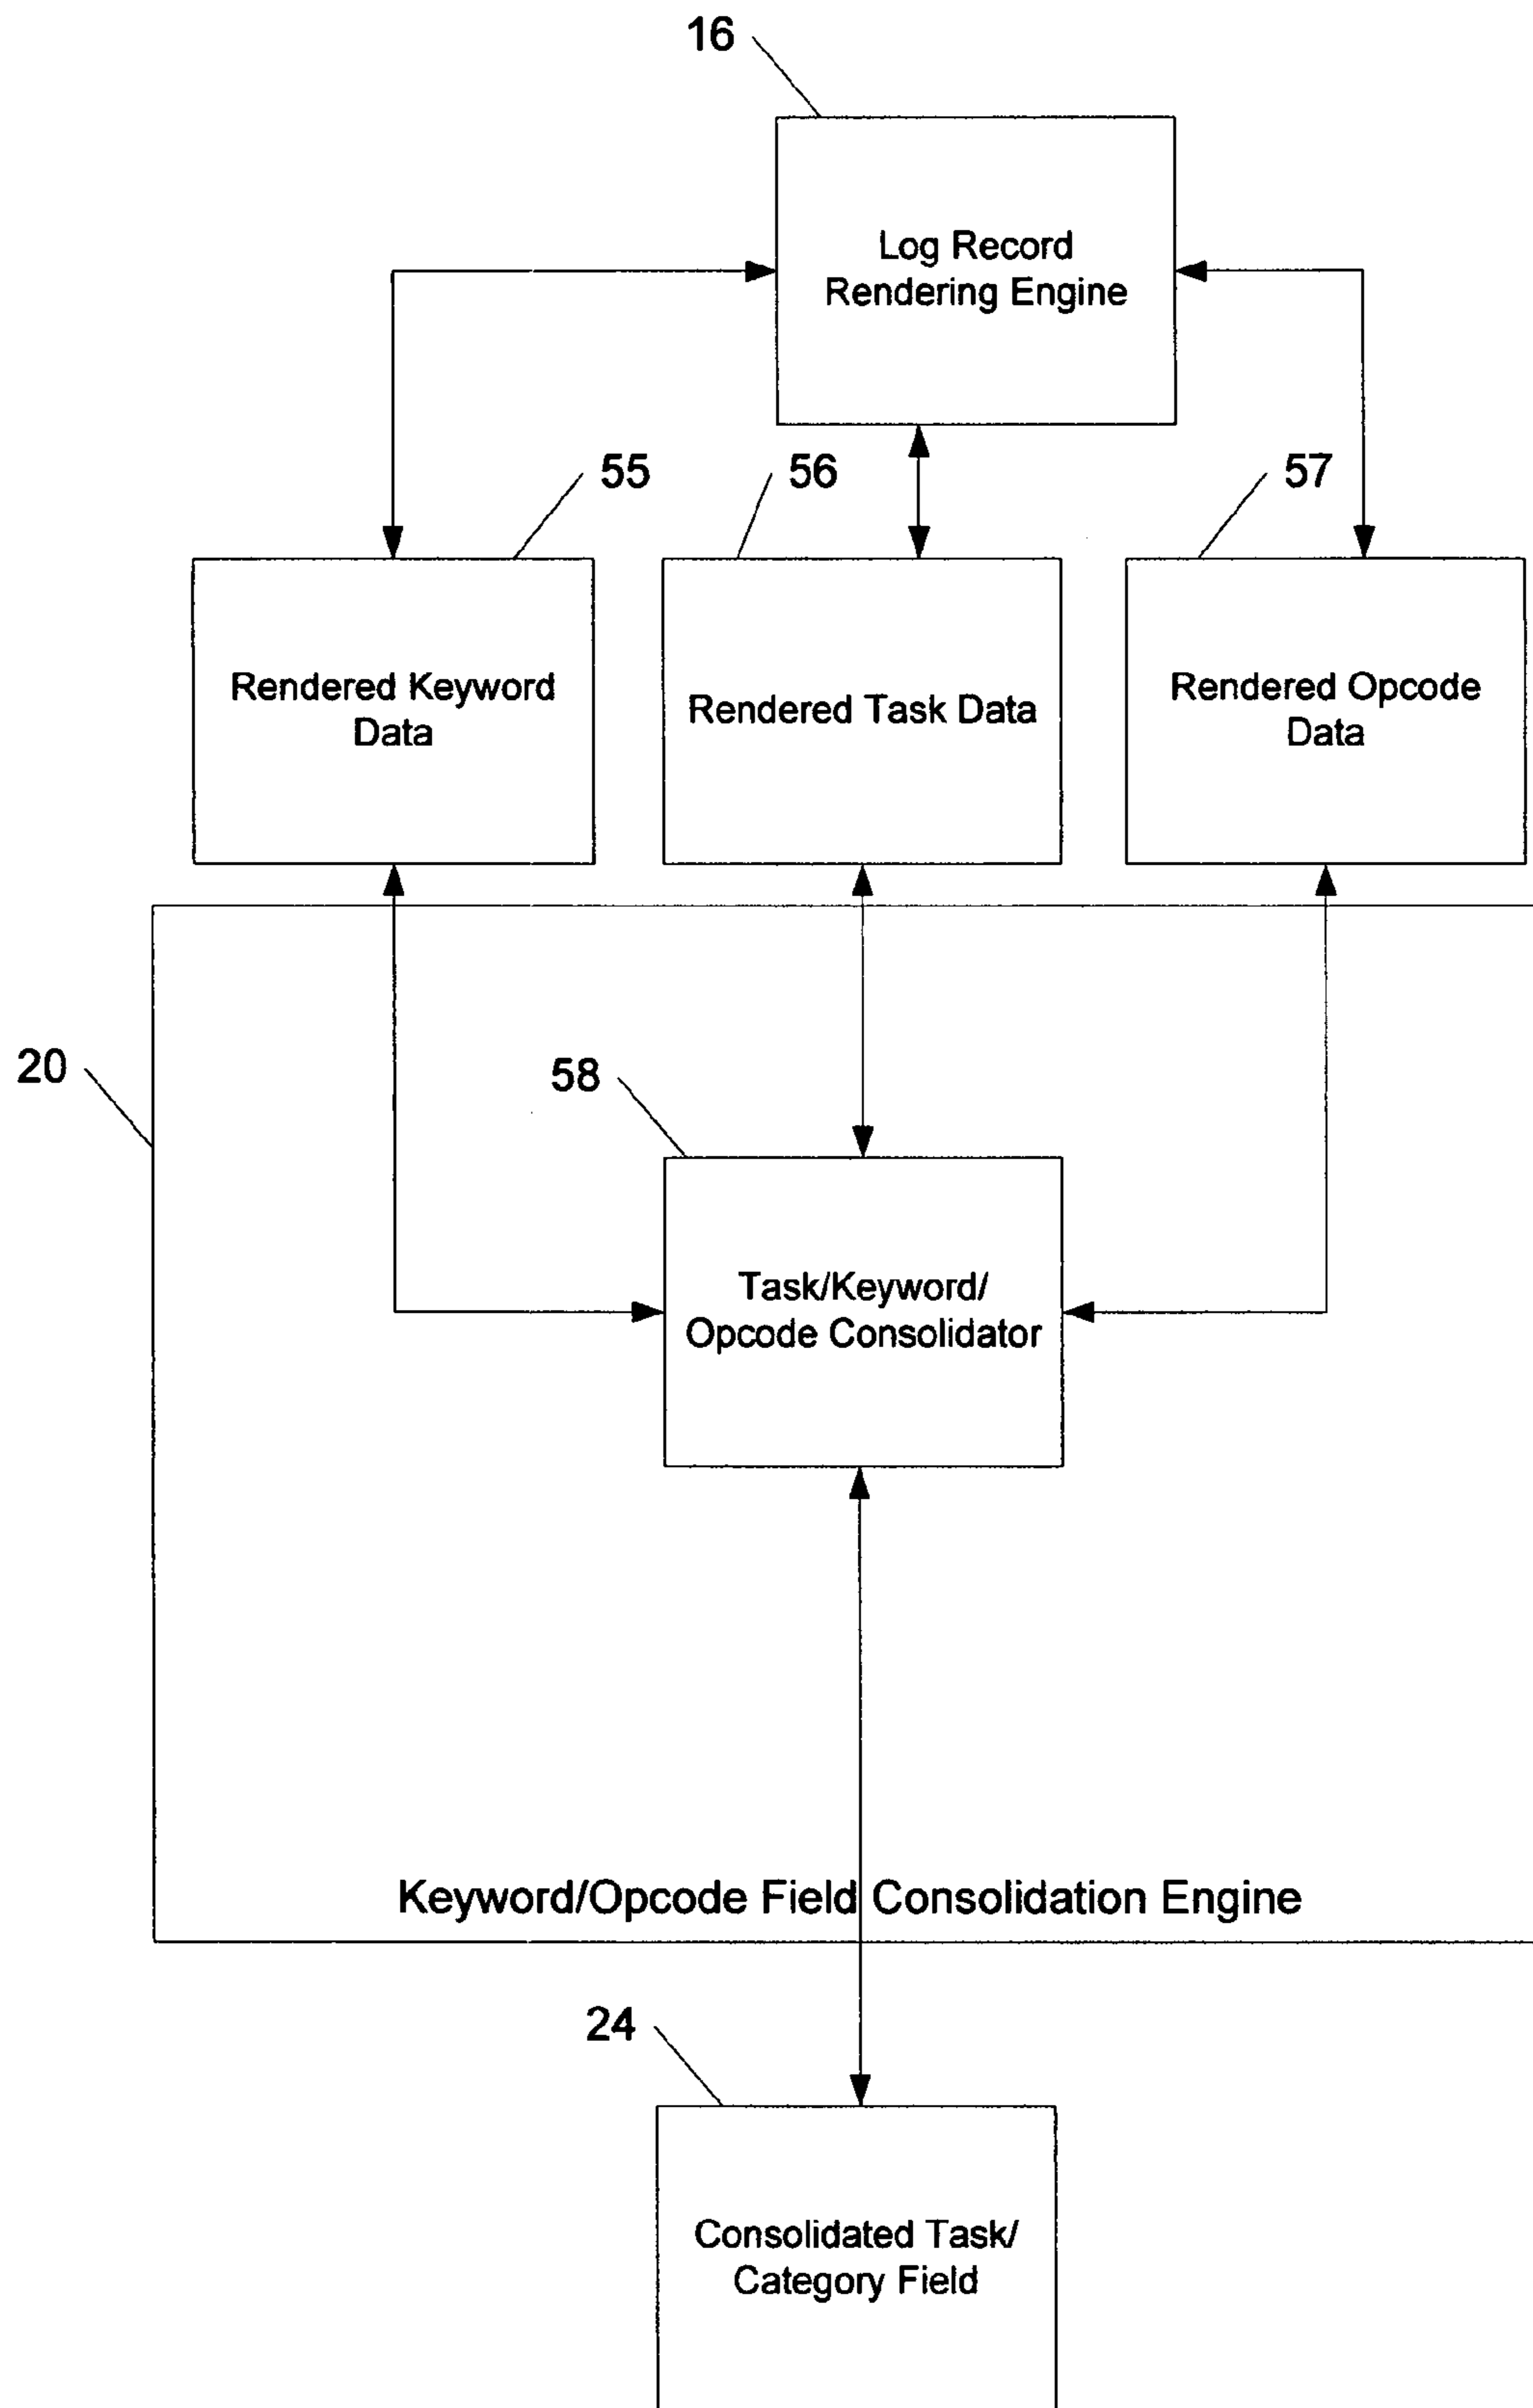 16
Log Record
Rendering Engine
55
56
57
Rendered Keyword
Data
Rendered Task Data
Rendered Opcode
Data
20
58
Task/Keyword/
Opcode Consolidator
Keyword/Opcode Field Consolidation Engine
24
Consolidated Task/
Category Field